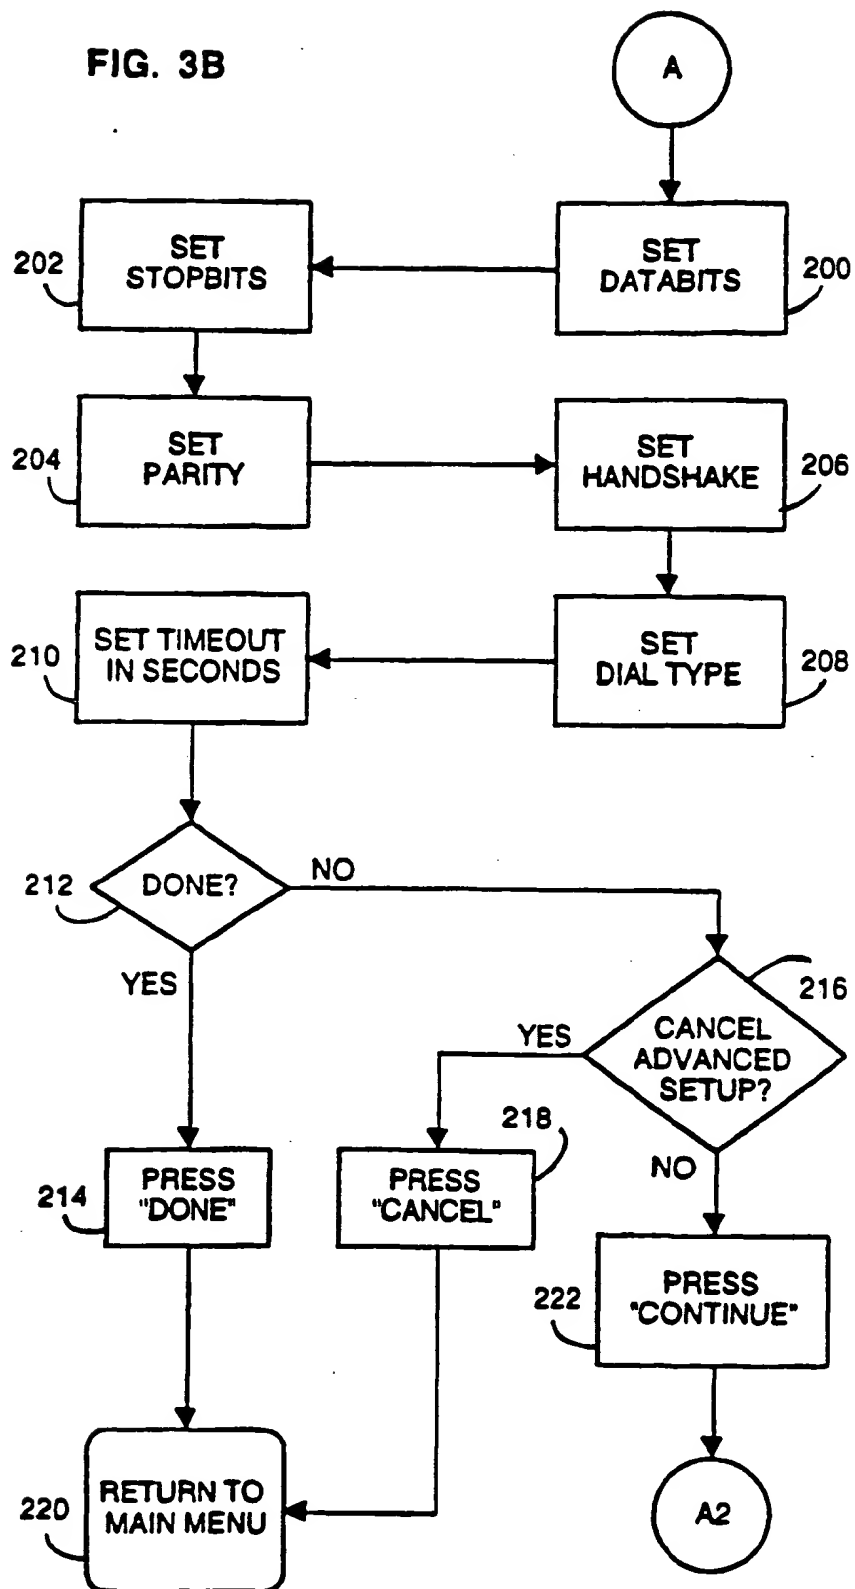 FIG. 3B
A
SET
STOPBITS
202
SET
DATABITS
200
SET
PARITY
204
SET
HANDSHAKE
206
SET TIMEOUT
IN SECONDS
210
SET
DIAL TYPE
208
DONE?
212
NO
YES
216
CANCEL
ADVANCED
SETUP?
YES
NO
218
PRESS
"DONE"
214
PRESS
"CANCEL"
PRESS
"CONTINUE"
222
RETURN TO
MAIN MENU
220
A2